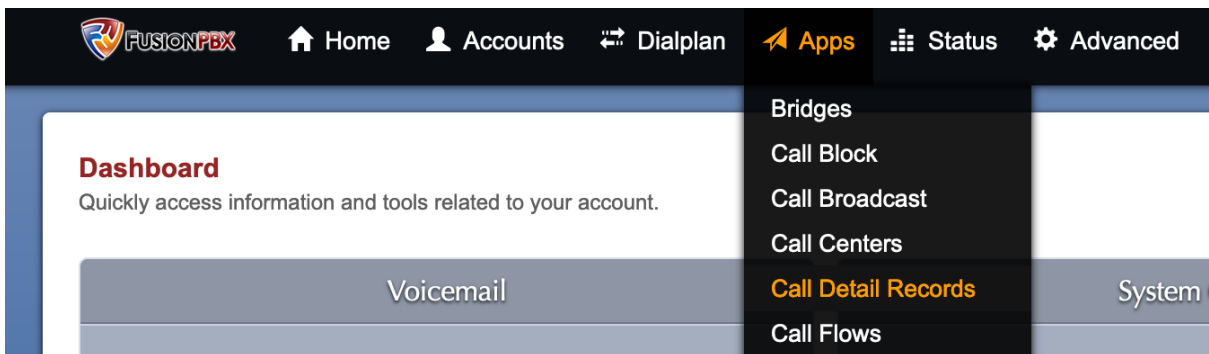 FUSIONPBX Home Accounts Dialplan Apps Status Advanced
Bridges
Dashboard
Call Block
Quickly access information and tools related to your account.
Call Broadcast
Call Centers
Voicemail
Call Detail Records
System
Call Flows